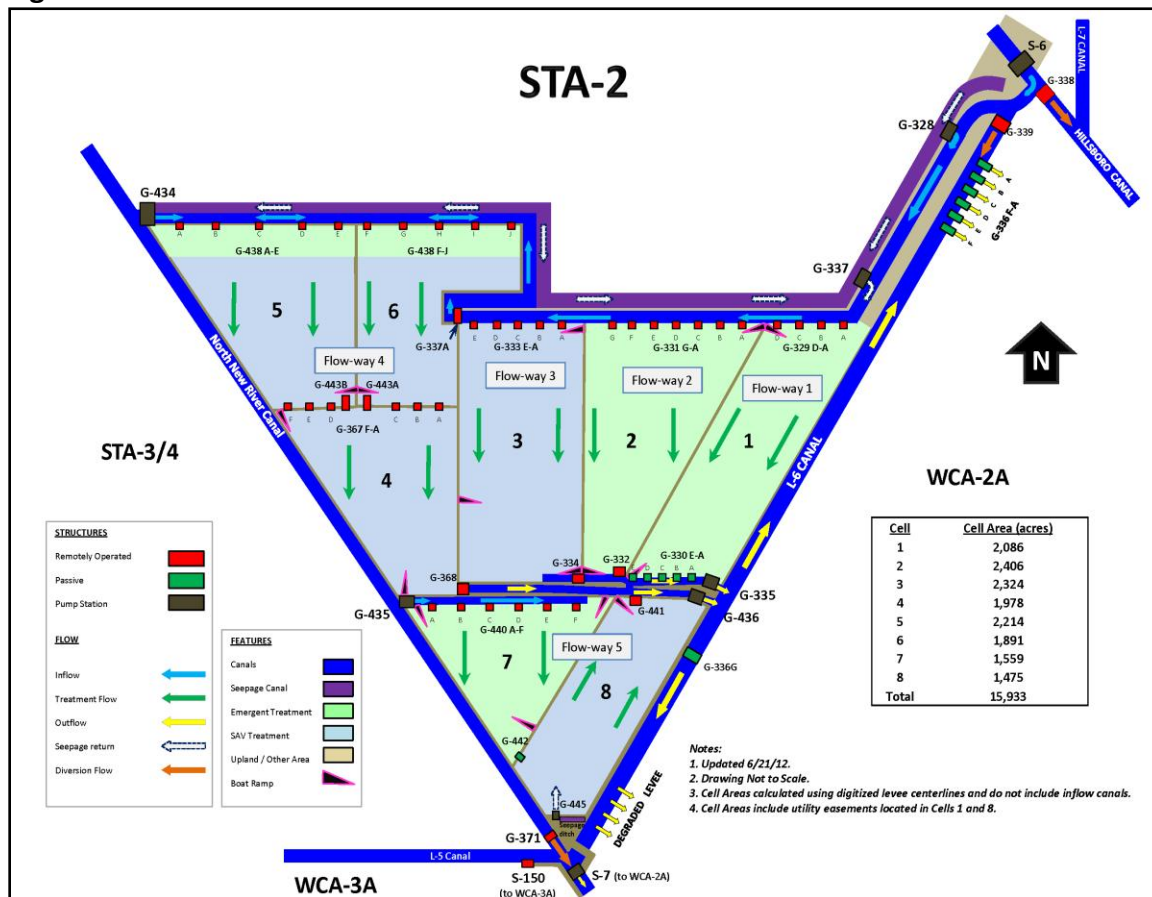 STA-2
S-6
L-7 CANAL
G-338
HILLSBORO CANAL
G-328
G-339
A
B
C
D
E
F
G-336 F-A
G-434
A B C D E F G H I J
G-438 A-E
G-438 F-J
G-337
5
6
G-337A
E D C B A
G-333 E-A
G F E D C B A
G-331 G-A
D C B A
G-329 D-A
N
Flow-way 4
Flow-way 3
Flow-way 2
Flow-way 1
G-443B
G-443A
F E D C B A
G-367 F-A
North New River Canal
STA-3/4
4
3
2
1
L-6 CANAL
WCA-2A
Cell Cell Area (acres)
1 2,086
2 2,406
3 2,324
4 1,978
5 2,214
6 1,891
7 1,559
8 1,475
Total 15,933
STRUCTURES
Remotely Operated
Passive
Pump Station
FLOW
Inflow
Treatment Flow
Outflow
Seepage return
Diversion Flow
FEATURES
Canals
Seepage Canal
Emergent Treatment
SAV Treatment
Upland / Other Area
Boat Ramp
G-368
G-334
G-332
G-330 E-A
D C B A
G-335
G-435
G-441
G-436
A B C D E F
G-440 A-F
Flow-way 5
G-336G
7
8
G-442
Notes:
1. Updated 6/21/12.
2. Drawing Not to Scale.
3. Cell Areas calculated using digitized levee centerlines and do not include inflow canals.
4. Cell Areas include utility easements located in Cells 1 and 8.
G-445
Seepage
ditch
DEGRADED LEVEE
G-371
L-5 Canal
WCA-3A
S-150
(to WCA-3A)
S-7 (to WCA-2A)